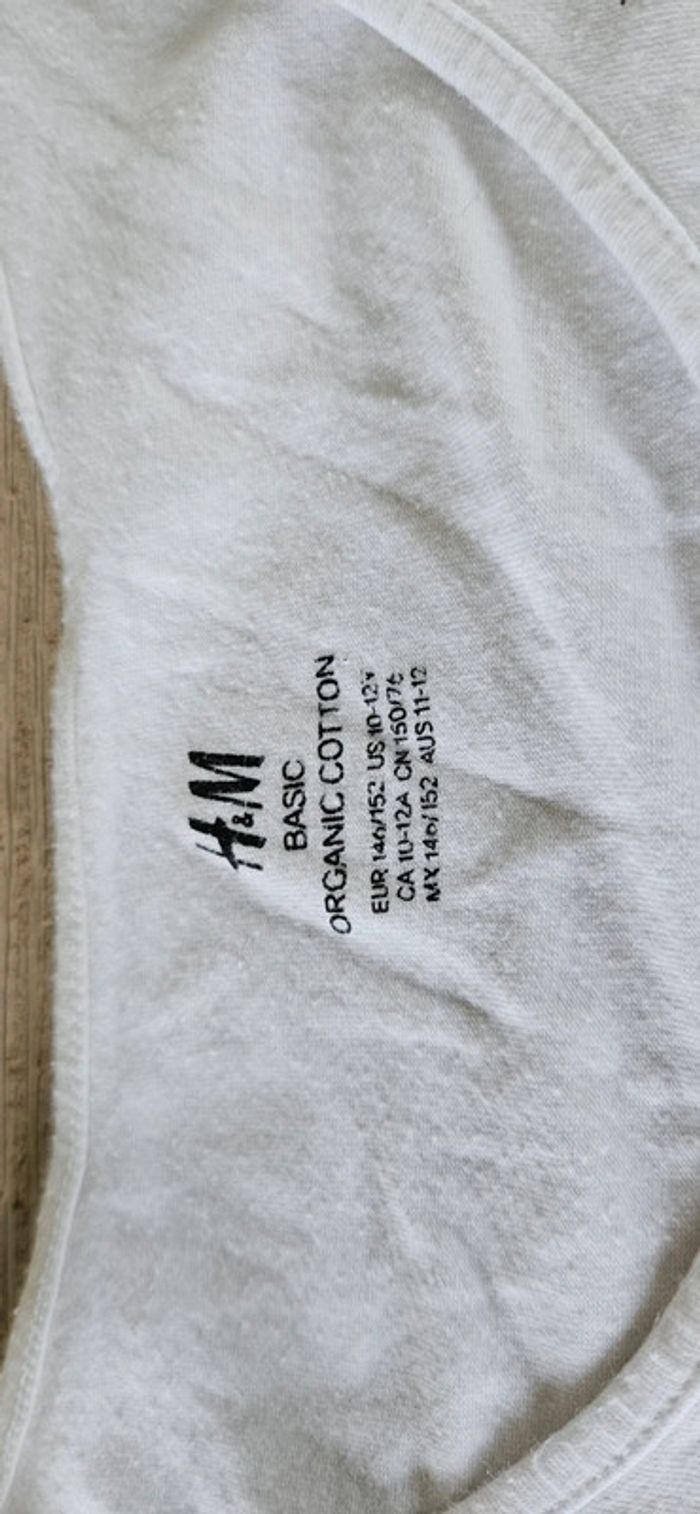 H&M
BASIC
ORGANIC COTTON
EUR 146/152 US 10-12Y
CA 10-12A CN 150/76
MX 146/152 AUS 11-12